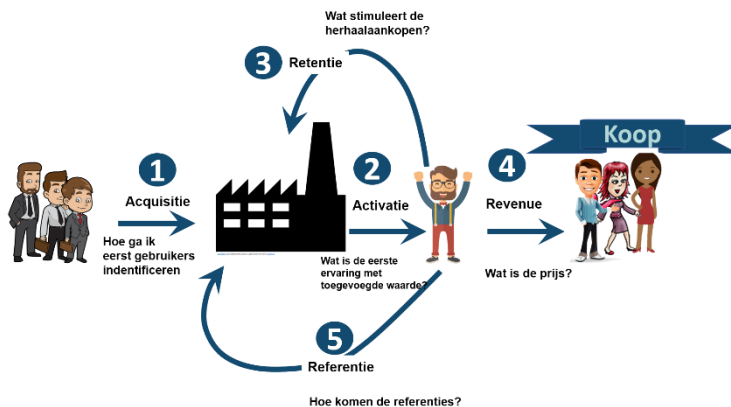 Wat stimuleert de
herhaalaankopen?
3 Retentie
Koop
1
Acquisitie
Hoe ga ik
eerst gebruikers
indentificeren
2
Activatie
Wat is de eerste
ervaring met
toegevoegde waarde?
4
Revenue
Wat is de prijs?
5
Referentie
Hoe komen de referenties?